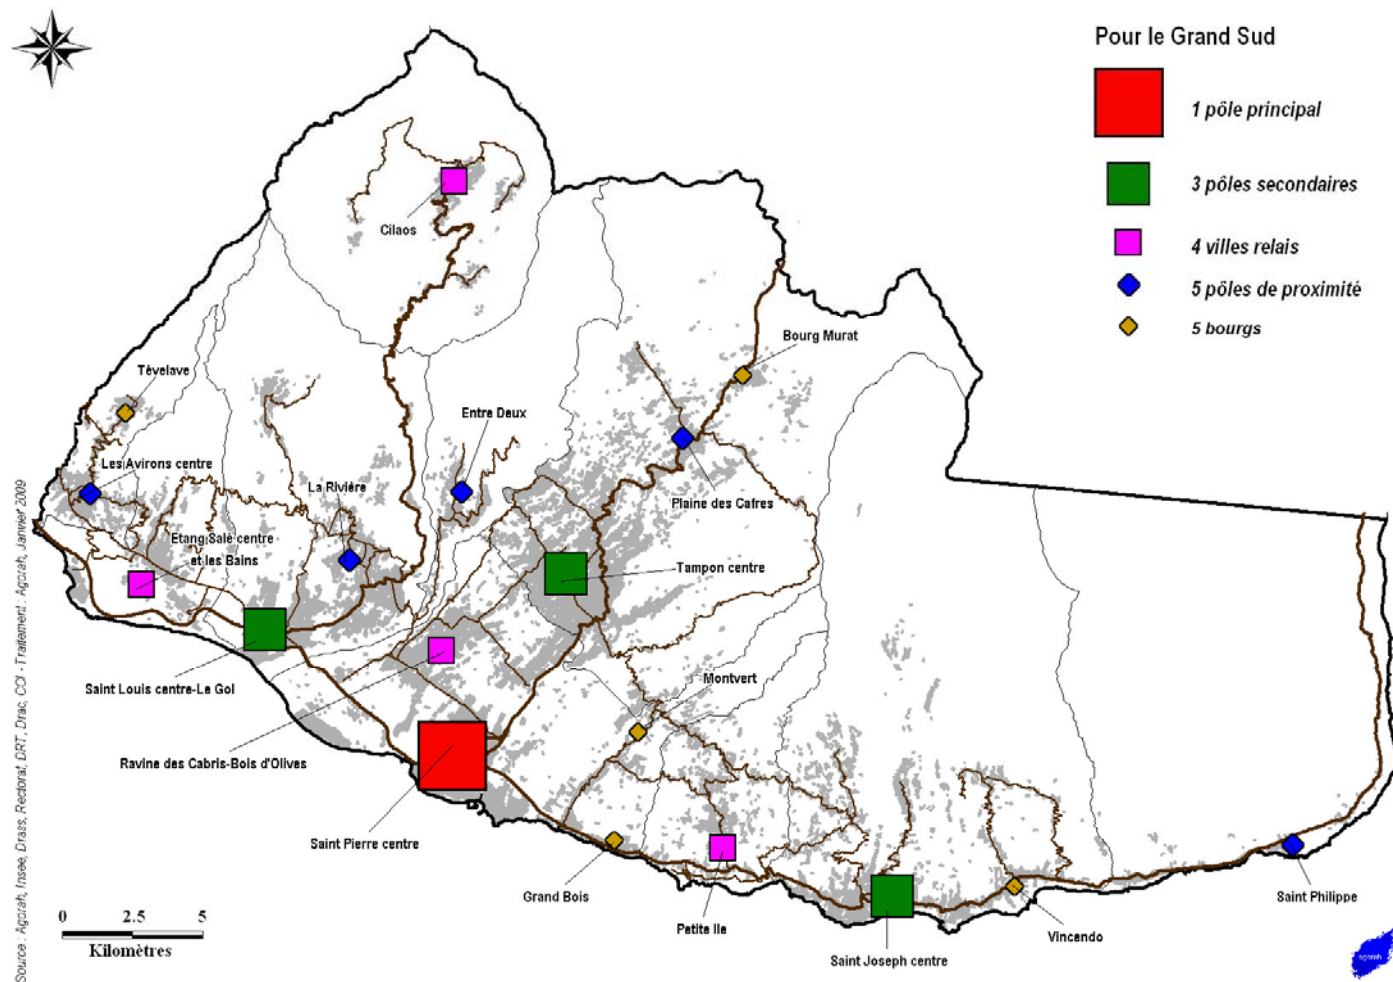 Pour le Grand Sud
1 pôle principal
3 pôles secondaires
4 villes relais
5 pôles de proximité
5 bourgs
Cilaos
Bourg Murat
Tévelave
Entre Deux
Les Avirons centre
La Rivière
Plaine des Cafres
Etang Salé centre
et les Bains
Tampon centre
Saint Louis centre-Le Gol
Montvert
Ravine des Cabris-Bois d'Olives
Saint Pierre centre
Grand Bois
Petite Ile
Saint Joseph centre
Vincendo
Saint Philippe
0 2.5 5
Kilomètres
Source : Agorah, Insee, Drass, Rectorat, DRT, Drac, CCI - Traitement : Agorah, Janvier 2009
agorah